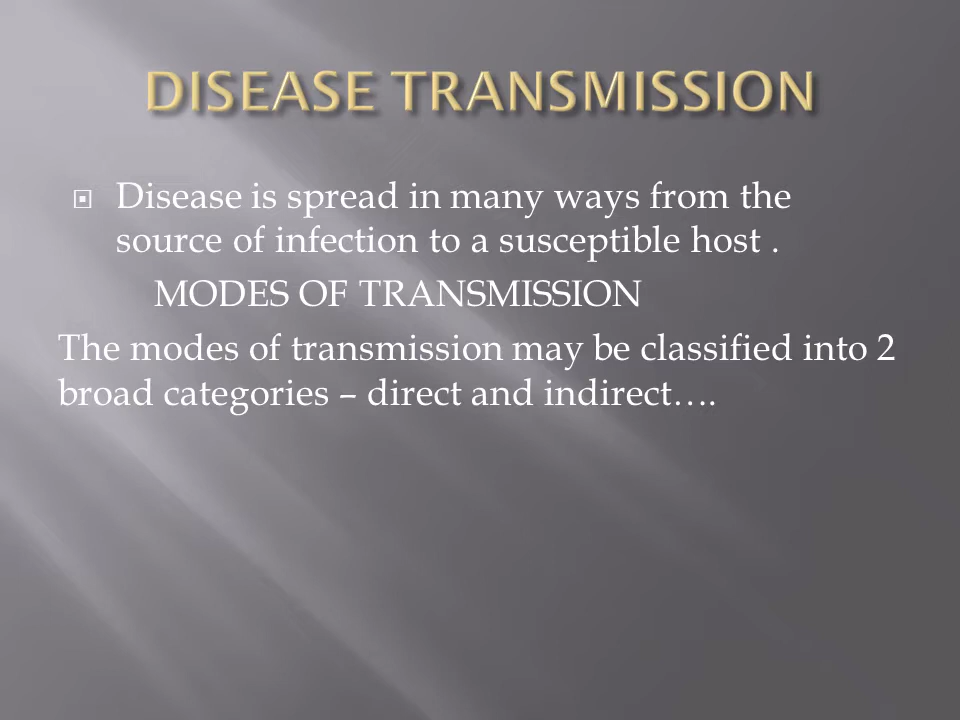 DISEASE TRANSMISSION
Disease is spread in many ways from the
source of infection to a susceptible host .
MODES OF TRANSMISSION
The modes of transmission may be classified into 2
broad categories – direct and indirect….